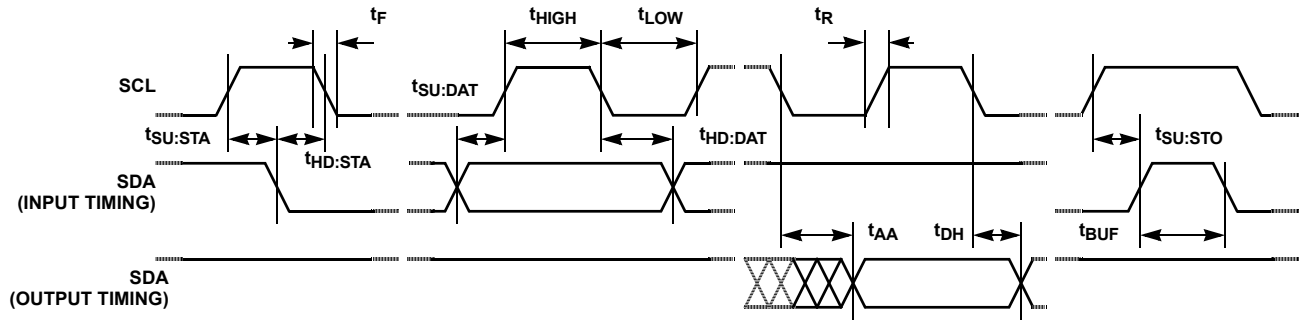 tF
tHIGH
tLOW
tR
SCL
tSU:DAT
tSU:STA
tHD:STA
tHD:DAT
tSU:STO
SDA
(INPUT TIMING)
tAA
tDH
tBUF
SDA
(OUTPUT TIMING)